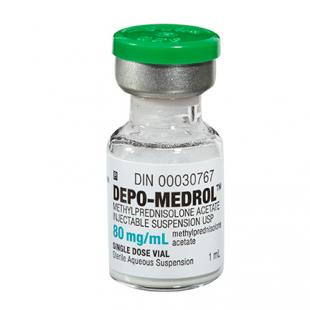 DIN 00030767
DEPO-MEDROL™
METHYLPREDNISOLONE ACETATE
INJECTABLE SUSPENSION USP
80 mg/mL methylprednisolone
acetate
SINGLE DOSE VIAL
Sterile Aqueous Suspension
1 mL